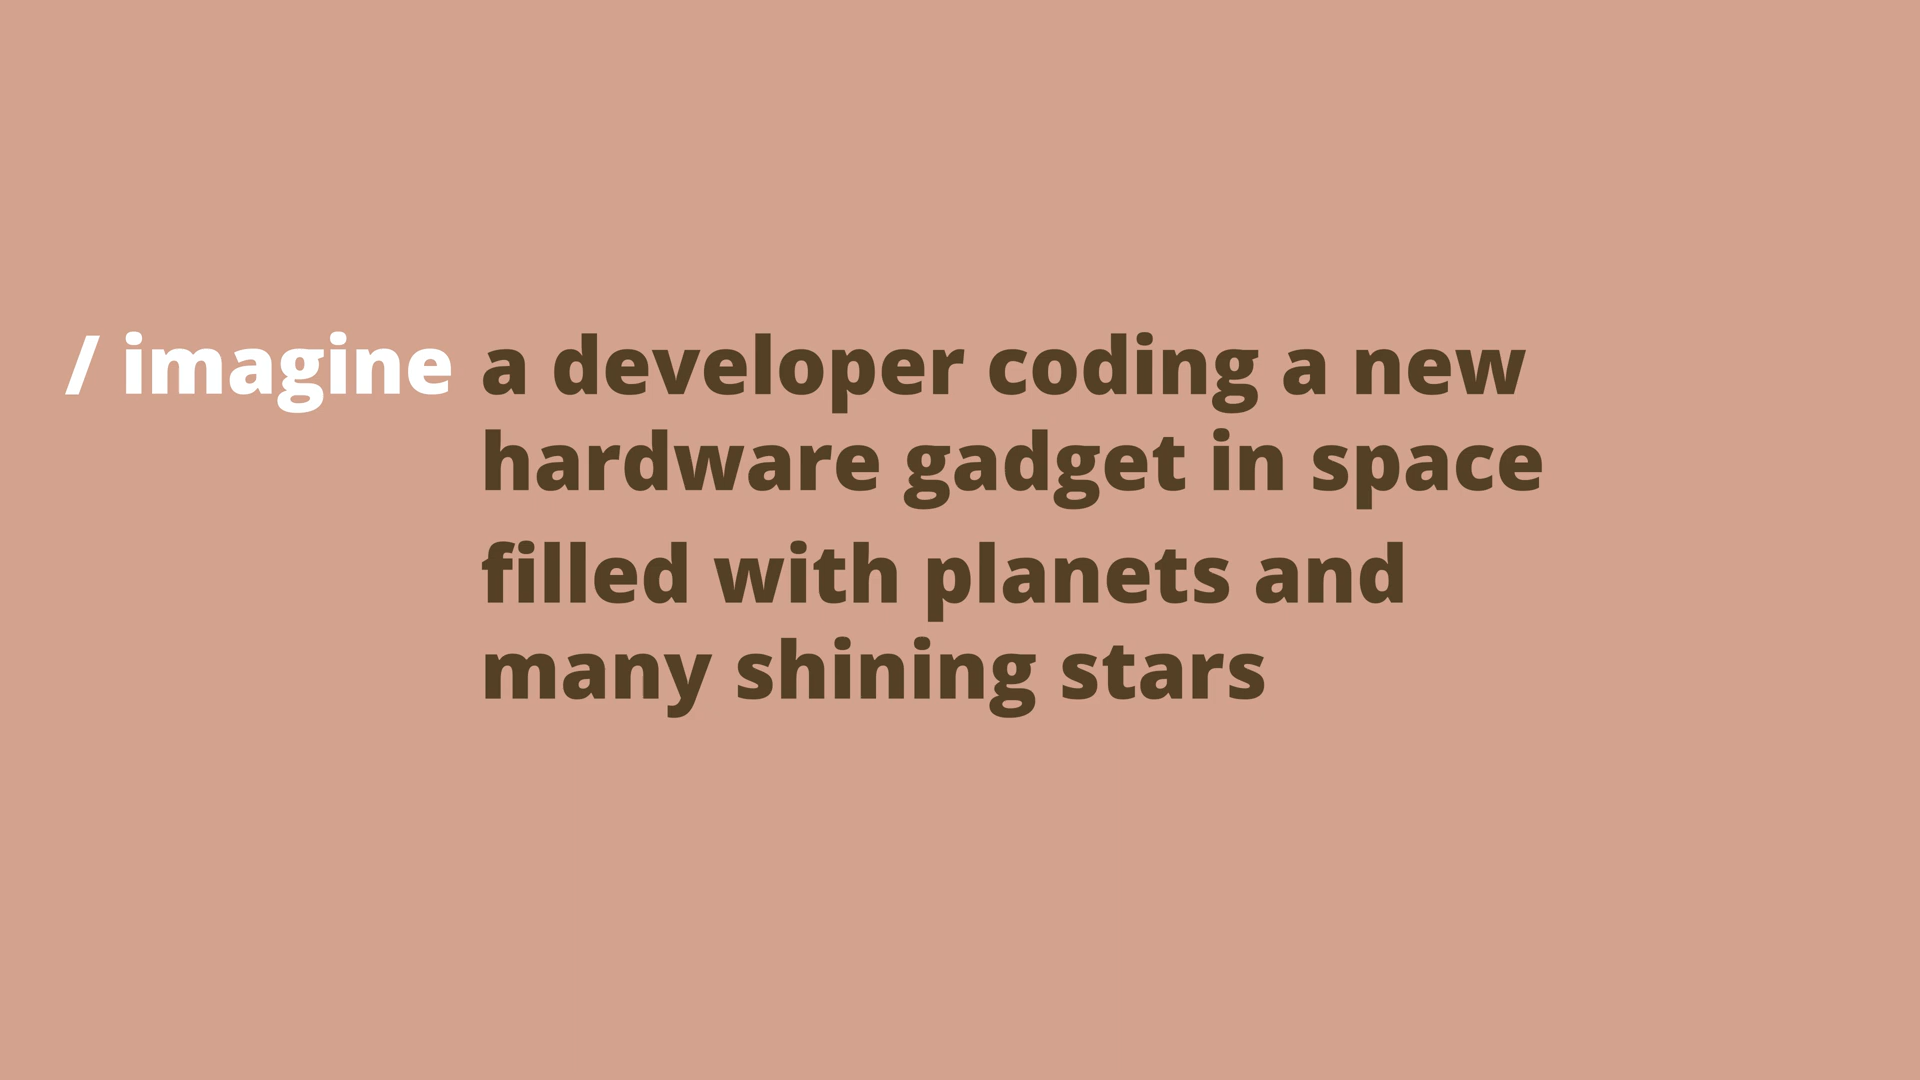 / imagine a developer coding a new
hardware gadget in space
filled with planets and
many shining stars